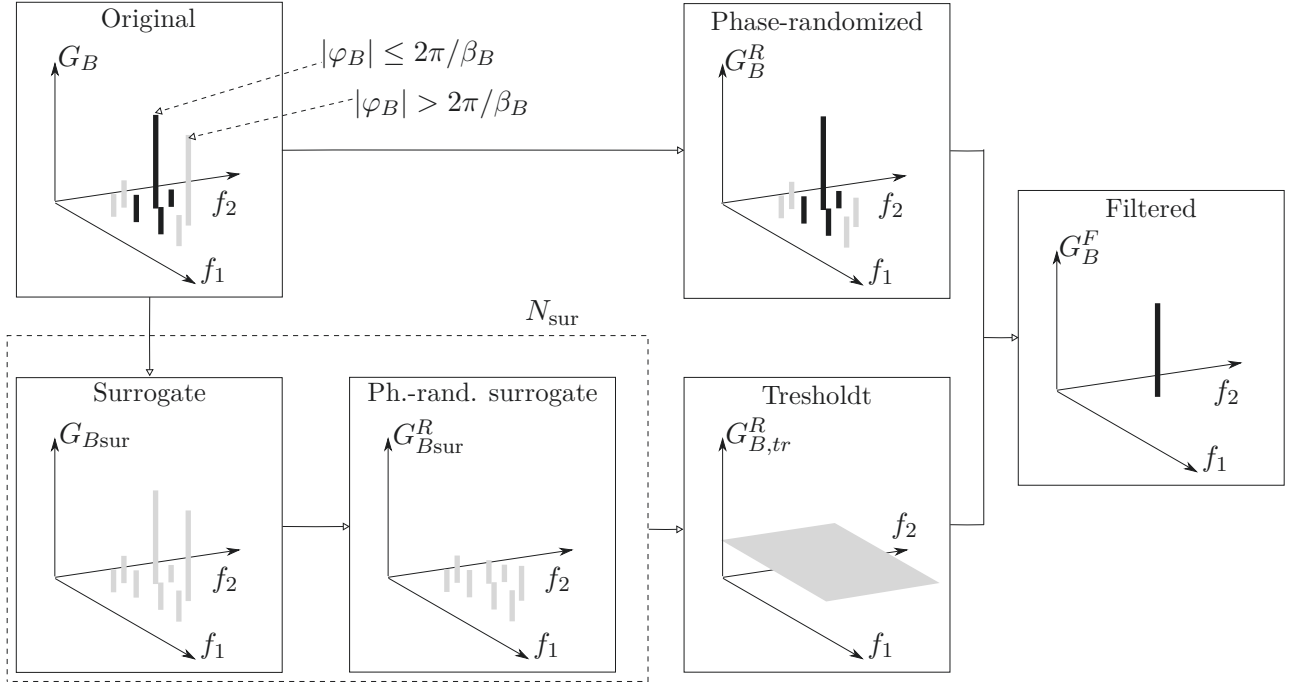 Original
G_B
|φ_B| ≤ 2π/β_B
|φ_B| > 2π/β_B
f_2
f_1
Phase-randomized
G_B^R
f_2
f_1
Filtered
G_B^F
f_2
f_1
N_sur
Surrogate
G_Bsur
f_2
f_1
Ph.-rand. surrogate
G_Bsur^R
f_2
f_1
Tresholdt
G_B,tr^R
f_2
f_1